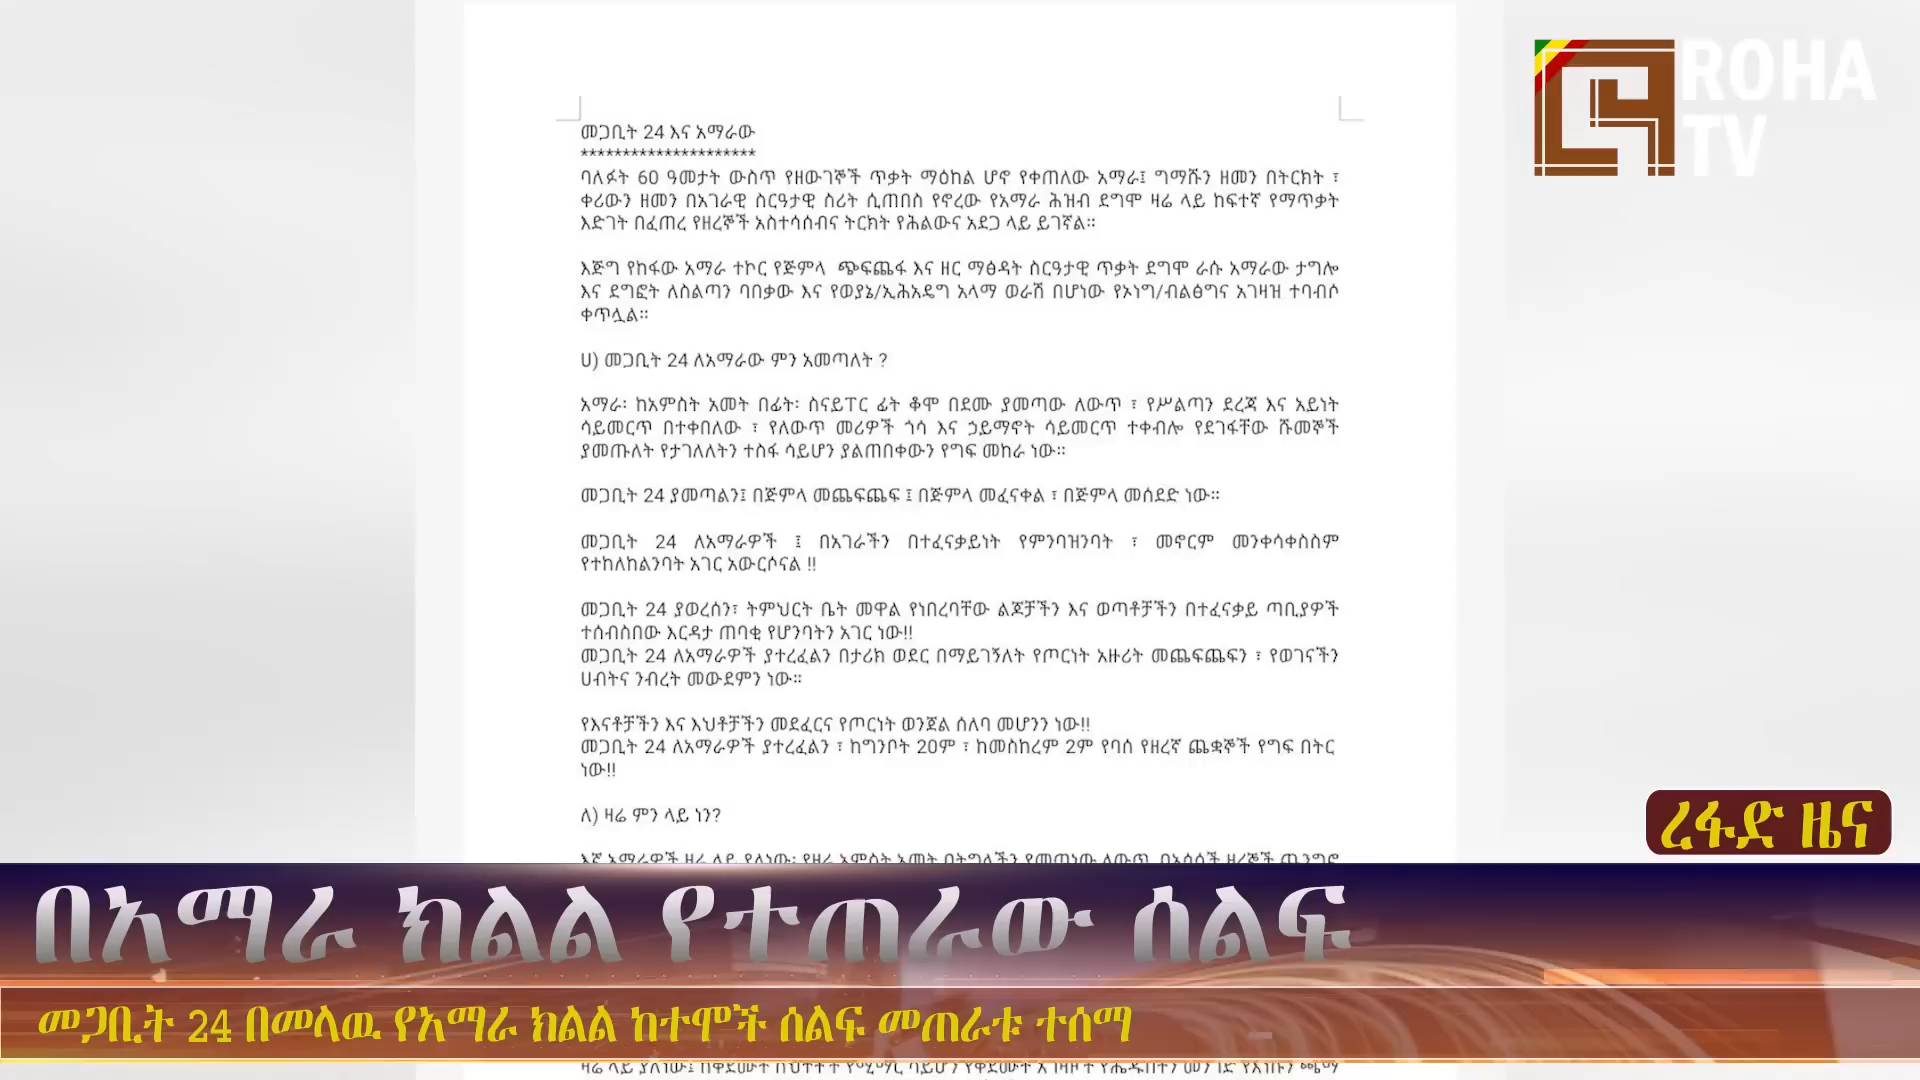 ROHA
TV
መጋቢት 24 እና አማራው
*********************
ባለፉት 60 ዓመታት ውስጥ የዘውገኞች ጥቃት ማዕከል ሆኖ የቀጠለው አማራ፤ ግማሹን ዘመን በትርክት ፣
ቀሪውን ዘመን በአገራዊ ስርዓታዊ ስሪት ሲጠበስ የኖረው የአማራ ሕዝብ ደግሞ ዛሬ ላይ ከፍተኛ የማጥቃት
እድገት በፈጠረ የዘረኞች አስተሳሰብና ትርክት የሕልውና አደጋ ላይ ይገኛል።
እጅግ የከፋው አማራ ተኮር የጅምላ ጭፍጨፋ እና ዘር ማፅዳት ስርዓታዊ ጥቃት ደግሞ ራሱ አማራው ታግሎ
እና ደግፎት ለስልጣን ባበቃው እና የወያኔ/ኢሕአዴግ አላማ ወራሽ በሆነው የኦነግ/ብልፅግና አገዛዝ ተባብሶ
ቀጥሏል።
ሀ) መጋቢት 24 ለአማራው ምን አመጣለት ?
አማራ፡ ከአምስት አመት በፊት፡ ስናይፐር ፊት ቆሞ በደሙ ያመጣው ለውጥ ፣ የሥልጣን ደረጃ እና አይነት
ሳይመርጥ በተቀበለው ፣ የለውጥ መሪዎች ጎሳ እና ኃይማኖት ሳይመርጥ ተቀብሎ የደገፋቸው ሹመኞች
ያመጡለት የታገለለትን ተስፋ ሳይሆን ያልጠበቀውን የግፍ መከራ ነው።
መጋቢት 24 ያመጣልን፤ በጅምላ መጨፍጨፍ ፤ በጅምላ መፈናቀል ፣ በጅምላ መሰደድ ነው።
መጋቢት 24 ለአማራዎች ፤ በአገራችን በተፈናቃይነት የምንባዝንባት ፣ መኖርም መንቀሳቀስስም
የተከለከልንባት አገር አውርሶናል !!
መጋቢት 24 ያወረሰን፣ ትምህርት ቤት መዋል የነበረባቸው ልጆቻችን እና ወጣቶቻችን በተፈናቃይ ጣቢያዎች
ተሰብስበው እርዳታ ጠባቂ የሆንባትን አገር ነው!!
መጋቢት 24 ለአማራዎች ያተረፈልን በታሪክ ወደር በማይገኝለት የጦርነት አዙሪት መጨፍጨፍን ፣ የወገናችን
ሀብትና ንብረት መውደምን ነው።
የእናቶቻችን እና እህቶቻችን መደፈርና የጦርነት ወንጀል ሰለባ መሆንን ነው!!
መጋቢት 24 ለአማራዎች ያተረፈልን ፣ ከግንቦት 20ም ፣ ከመስከረም 2ም የባሰ የዘረኛ ጨቋኞች የግፍ በትር
ነው!!
ለ) ዛሬ ምን ላይ ነን?
ረፋድ ዜና
በአማራ ክልል የተጠራው ሰልፍ
መጋቢት 24 በመላዉ የአማራ ክልል ከተሞች ሰልፍ መጠራቱ ተሰማ